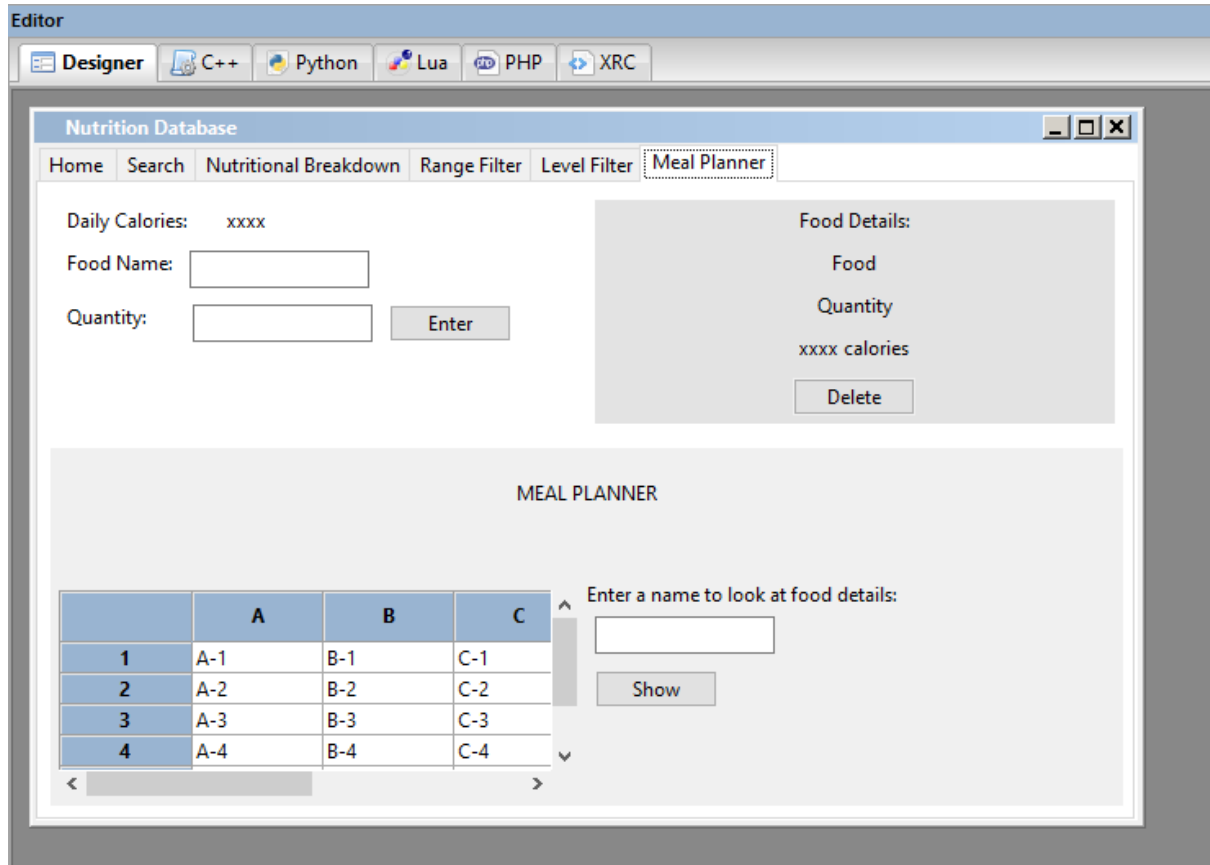 Editor
Designer C++ Python Lua PHP XRC
Nutrition Database
Home Search Nutritional Breakdown Range Filter Level Filter Meal Planner
Daily Calories: xxxx
Food Name:
Quantity:
Enter
Food Details:
Food
Quantity
xxxx calories
Delete
MEAL PLANNER
A B C
1 A-1 B-1 C-1
2 A-2 B-2 C-2
3 A-3 B-3 C-3
4 A-4 B-4 C-4
Enter a name to look at food details:
Show